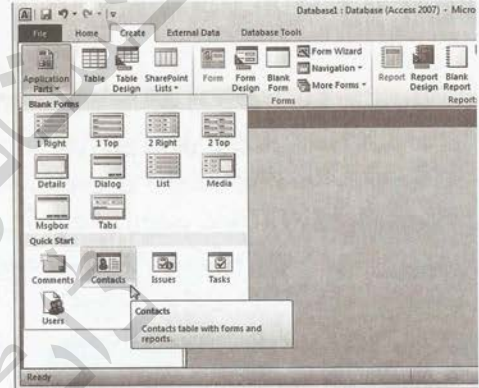 Database1 : Database (Access 2007) - Micro
File Home Create External Data Database Tools
Application Parts
Table
Table Design
SharePoint Lists
Form
Form Design
Blank Form
Form Wizard
Navigation
More Forms
Report
Report Design
Blank Report
Forms
Report
Blank Forms
1 Right 1 Top 2 Right 2 Top
Details Dialog List Media
Msgbox Tabs
Quick Start
Comments Contacts Issues Tasks
Users
Contacts
Contacts table with forms and
reports.
Ready